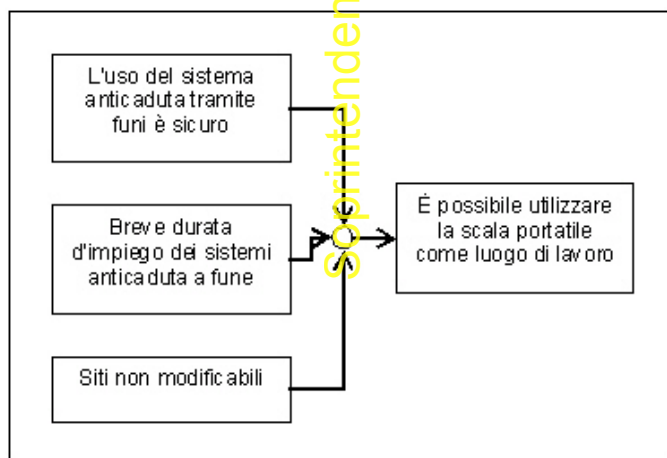 L'uso del sistema
anticaduta tramite
funi è sicuro
Breve durata
d'impiego dei sistemi
anticaduta a fune
Siti non modificabili
È possibile utilizzare
la scala portatile
come luogo di lavoro